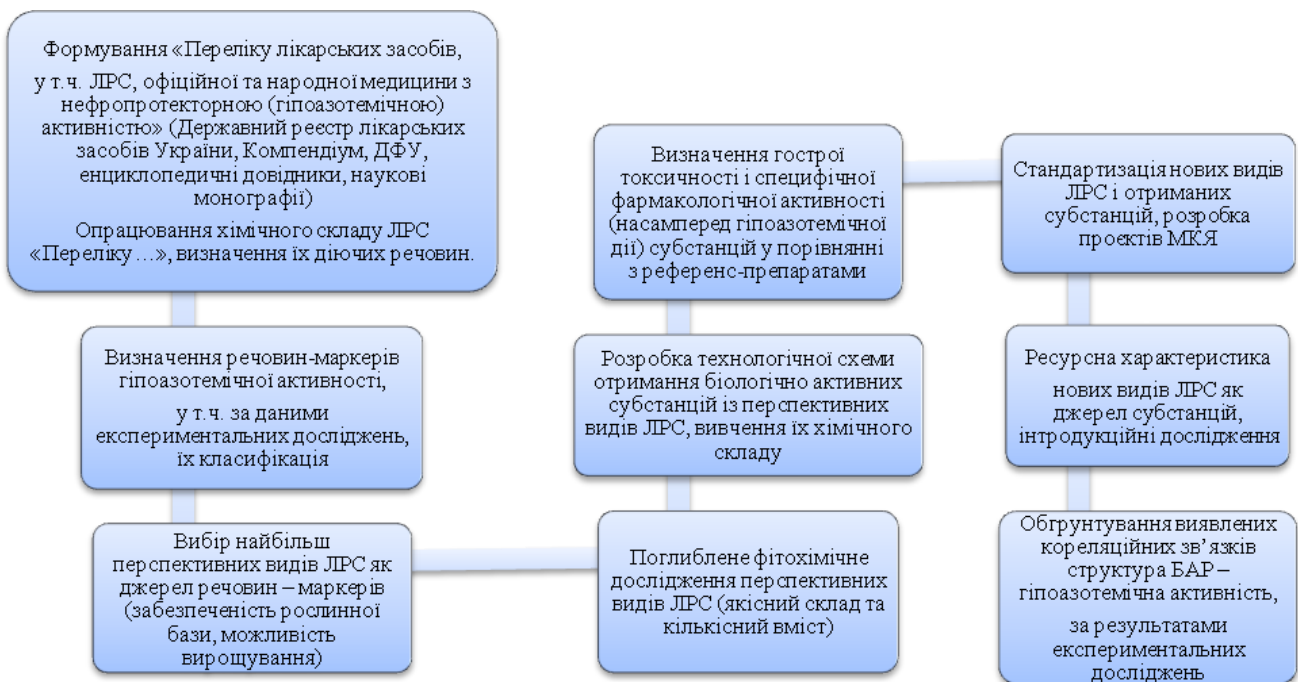 Формування «Переліку лікарських засобів,
у т.ч. ЛРС, офіційної та народної медицини з
нефропротекторною (гіпоазотемічною)
активністю» (Державний реєстр лікарських
засобів України, Компендіум, ДФУ,
енциклопедичні довідники, наукові
монографії)
Опрацювання хімічного складу ЛРС
«Переліку ...», визначення їх діючих речовин.
Визначення речовин-маркерів
гіпоазотемічної активності,
у т.ч. за даними
експериментальних досліджень,
їх класифікація
Вибір найбільш
перспективних видів ЛРС як
джерел речовин – маркерів
(забезпеченість рослинної
бази, можливість
вирощування)
Поглиблене фітохімічне
дослідження перспективних
видів ЛРС (якісний склад та
кількісний вміст)
Розробка технологічної схеми
отримання біологічно активних
субстанцій із перспективних
видів ЛРС, вивчення їх хімічного
складу
Визначення гострої
токсичності і специфічної
фармакологічної активності
(насамперед гіпоазотемічної
дії) субстанцій у порівнянні
з референс-препаратами
Стандартизація нових видів
ЛРС і отриманих
субстанцій, розробка
проєктів МКЯ
Ресурсна характеристика
нових видів ЛРС як
джерел субстанцій,
інтродукційні дослідження
Обгрунтування виявлених
кореляційних зв’язків
структура БАР –
гіпоазотемічна активність,
за результатами
експериментальних
досліджень